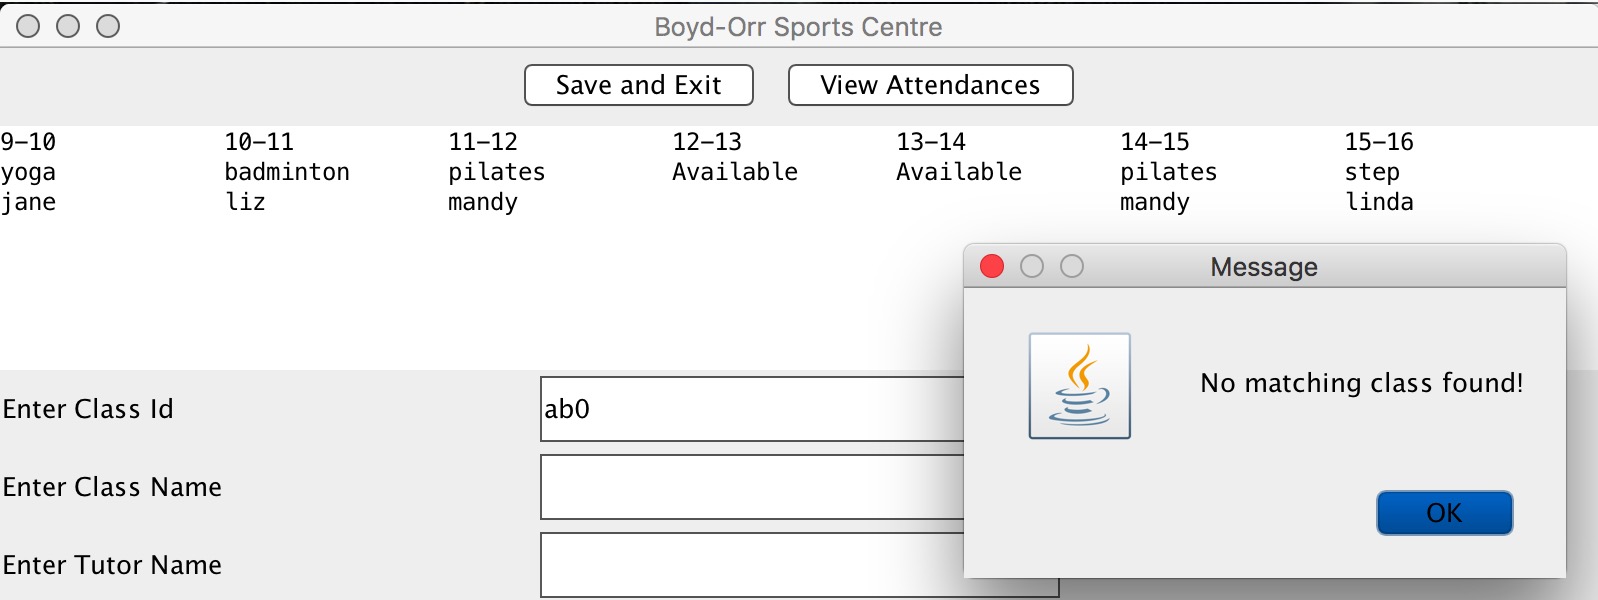 Boyd-Orr Sports Centre
Save and Exit View Attendances
9-10 10-11 11-12 12-13 13-14 14-15 15-16
yoga badminton pilates Available Available pilates step
jane liz mandy mandy linda
Message
No matching class found!
OK
Enter Class Id ab0
Enter Class Name
Enter Tutor Name